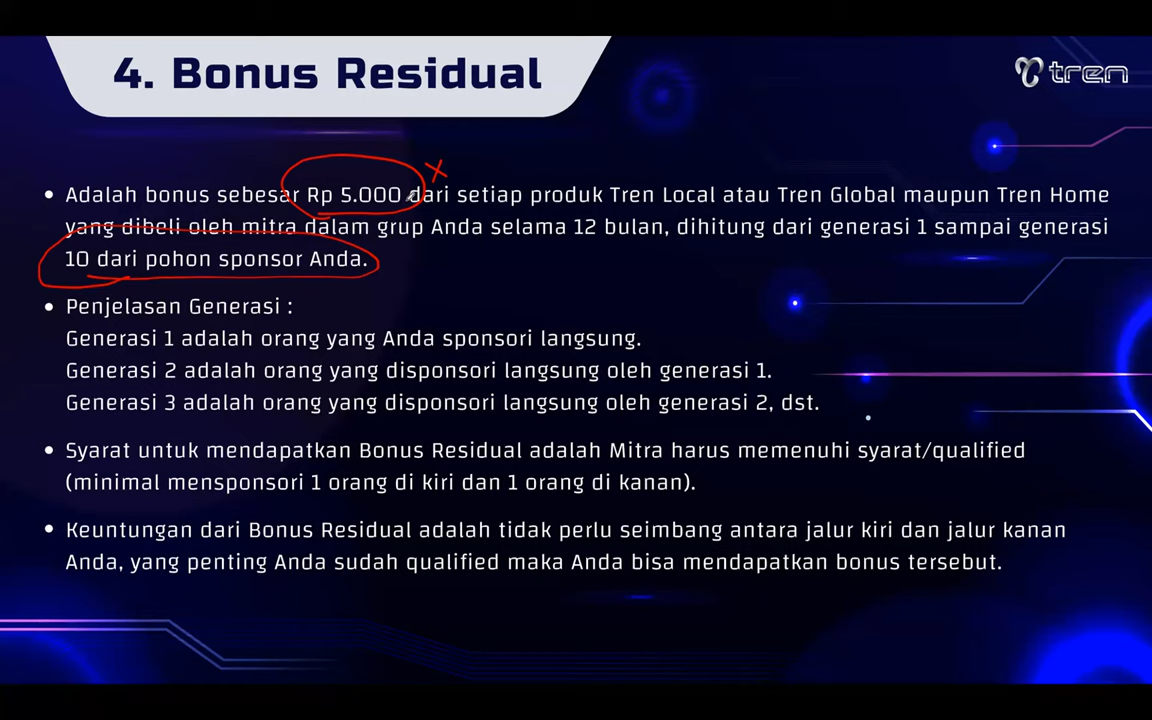 4. Bonus Residual
tren
X
• Adalah bonus sebesar Rp 5.000 dari setiap produk Tren Local atau Tren Global maupun Tren Home
yang dibeli oleh mitra dalam grup Anda selama 12 bulan, dihitung dari generasi 1 sampai generasi
10 dari pohon sponsor Anda.
• Penjelasan Generasi :
Generasi 1 adalah orang yang Anda sponsori langsung.
Generasi 2 adalah orang yang disponsori langsung oleh generasi 1.
Generasi 3 adalah orang yang disponsori langsung oleh generasi 2, dst.
• Syarat untuk mendapatkan Bonus Residual adalah Mitra harus memenuhi syarat/qualified
(minimal mensponsori 1 orang di kiri dan 1 orang di kanan).
• Keuntungan dari Bonus Residual adalah tidak perlu seimbang antara jalur kiri dan jalur kanan
Anda, yang penting Anda sudah qualified maka Anda bisa mendapatkan bonus tersebut.